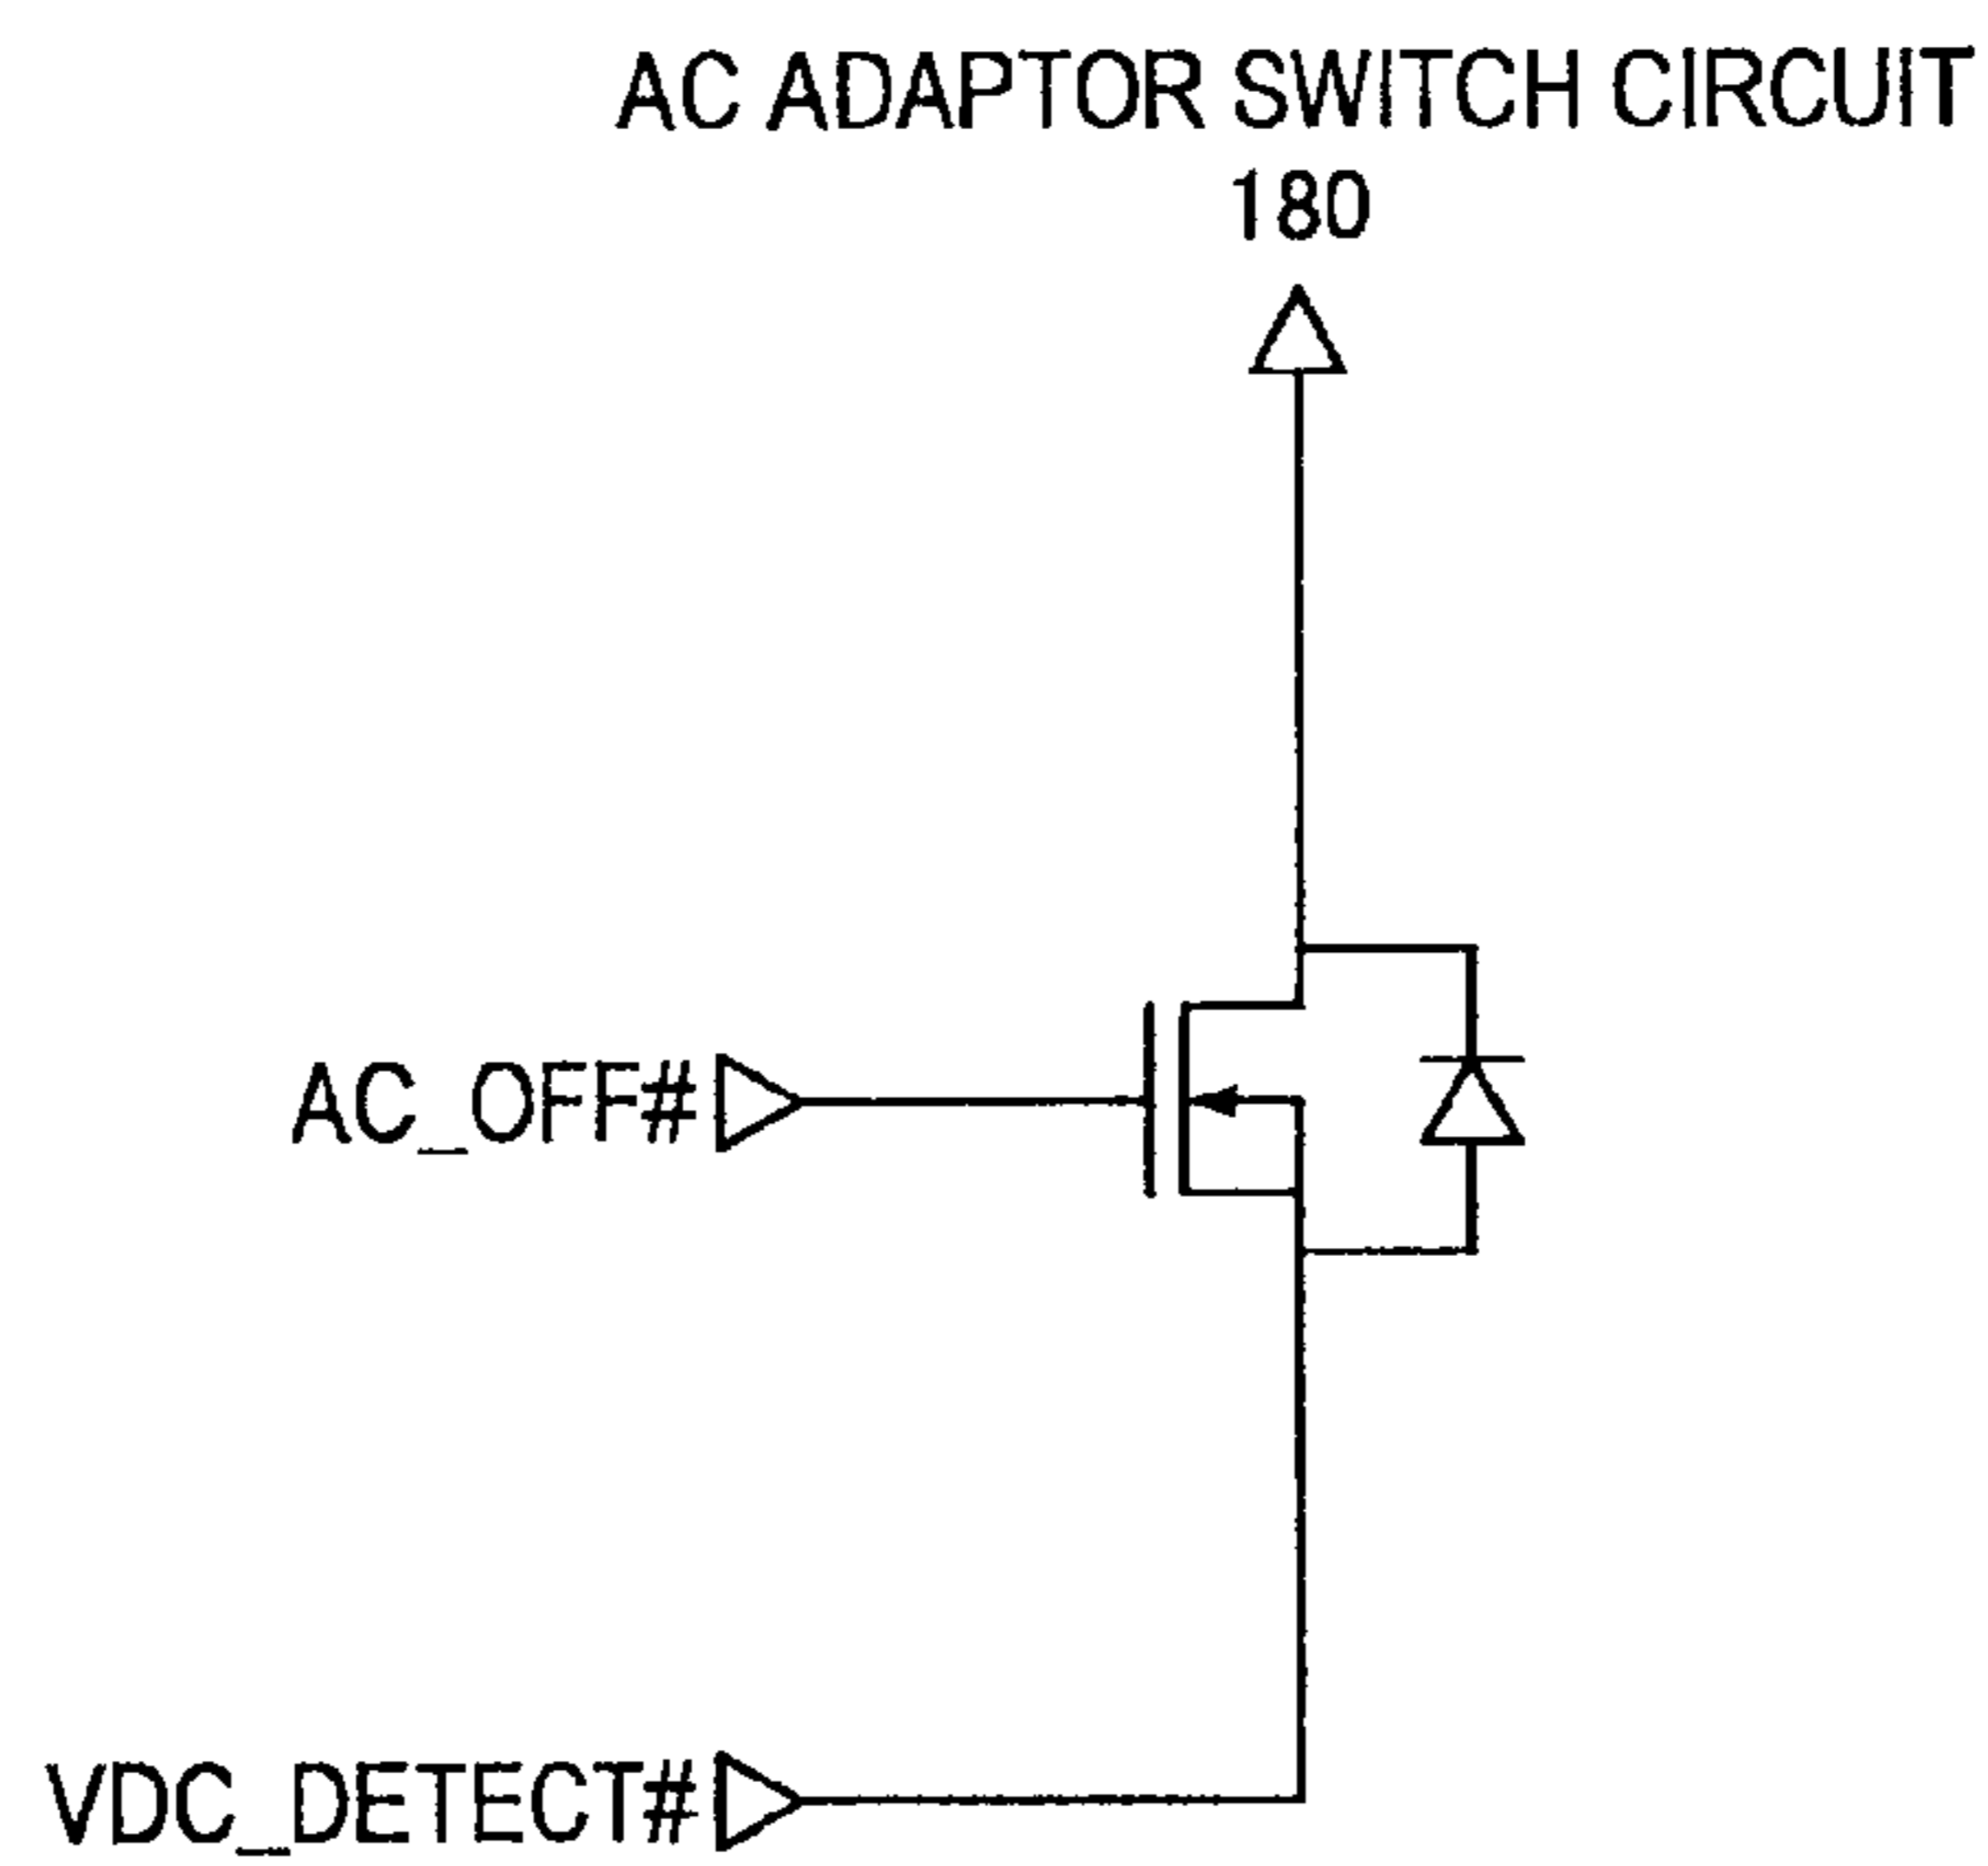 AC ADAPTOR SWITCH CIRCUIT
180
AC_OFF#
VDC_DETECT#